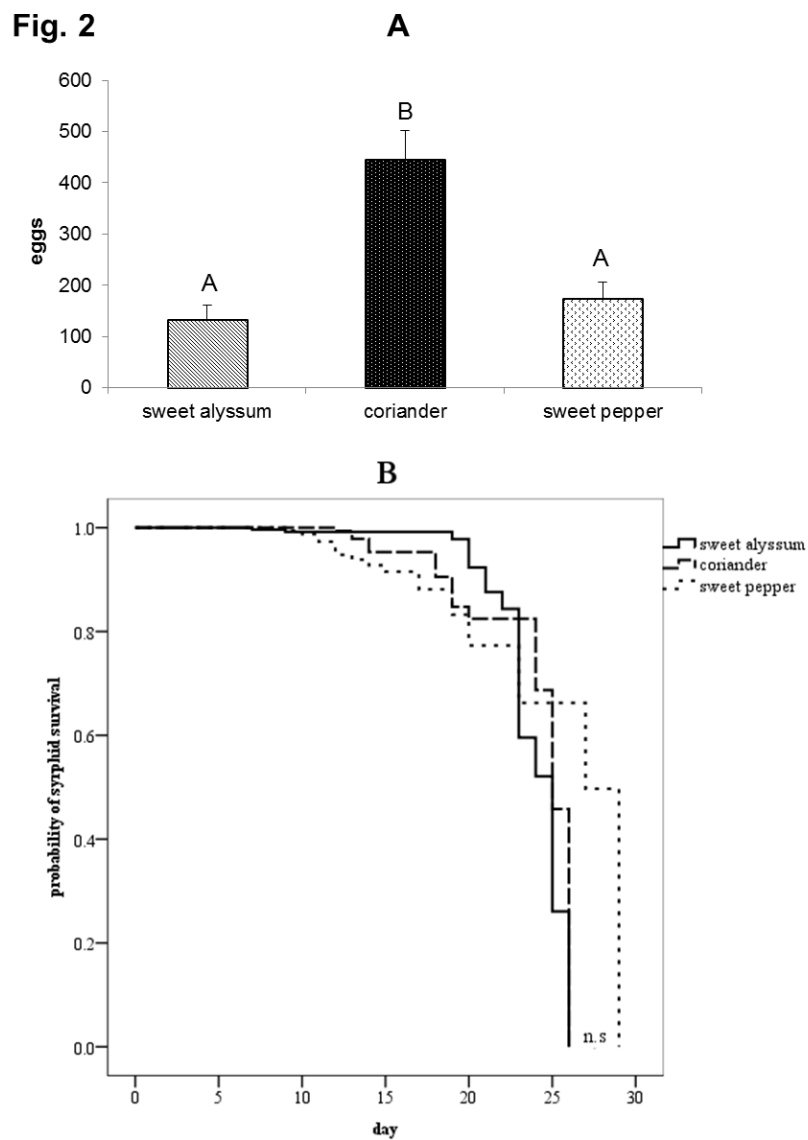 Fig. 2
A
600
500
400
300
200
100
0
eggs
A
B
A
sweet alyssum
coriander
sweet pepper
B
1.0
0.8
0.6
0.4
0.2
0.0
probability of syrphid survival
sweet alyssum
coriander
sweet pepper
n.s
0 5 10 15 20 25 30
day